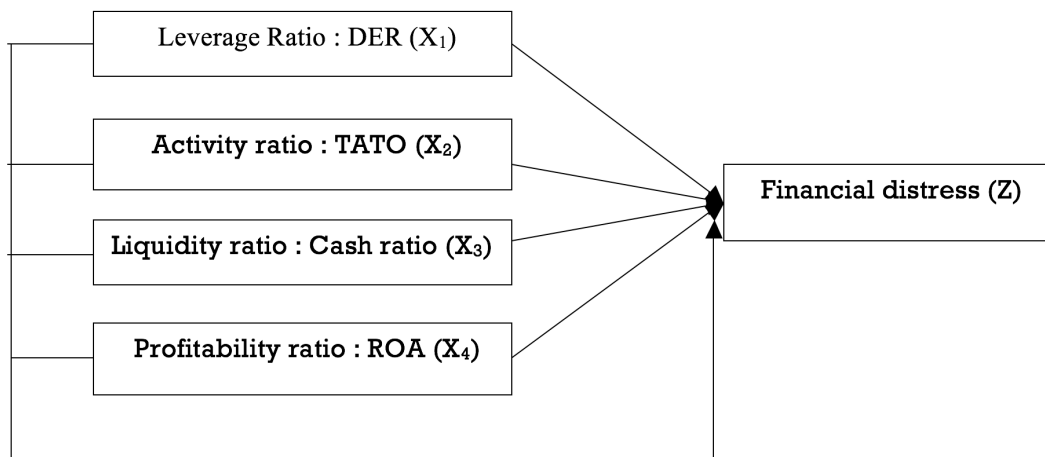 Leverage Ratio : DER (X₁)
Activity ratio : TATO (X₂)
Liquidity ratio : Cash ratio (X₃)
Profitability ratio : ROA (X₄)
Financial distress (Z)